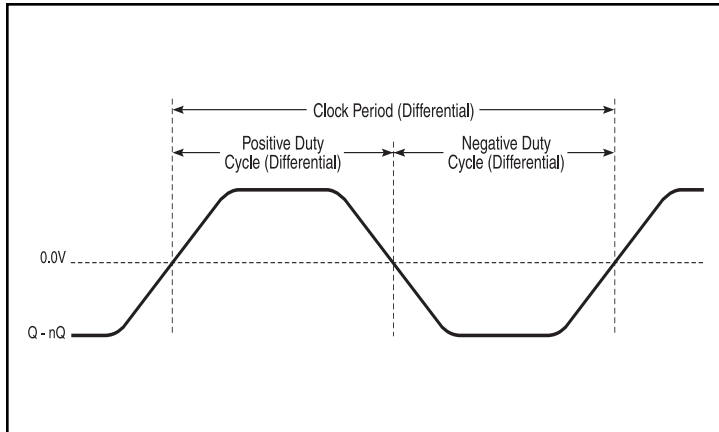 Clock Period (Differential)
Positive Duty
Cycle (Differential)
Negative Duty
Cycle (Differential)
0.0V
Q - nQ